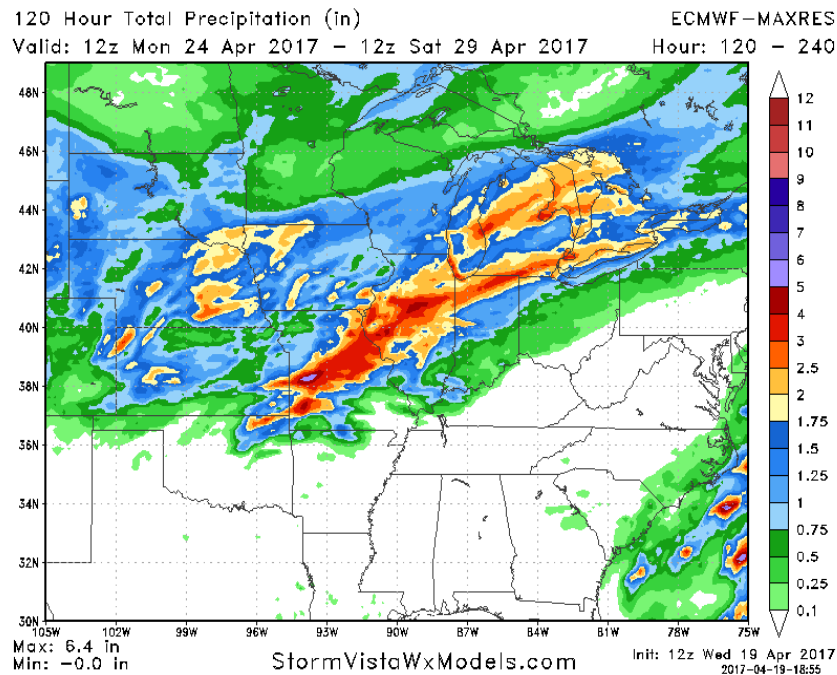 120 Hour Total Precipitation (in) ECMWF-MAXRES
Valid: 12z Mon 24 Apr 2017 - 12z Sat 29 Apr 2017 Hour: 120 - 240
48N
46N
44N
42N
40N
38N
36N
34N
32N
30N
105W 102W 99W 96W 93W 90W 87W 84W 81W 78W 75W
12
11
10
9
8
7
6
5
4
3
2.5
2
1.75
1.5
1.25
1
0.75
0.5
0.25
0.1
Max: 6.4 in
Min: -0.0 in
StormVistaWxModels.com
Init: 12z Wed 19 Apr 2017
2017-04-19-18:55